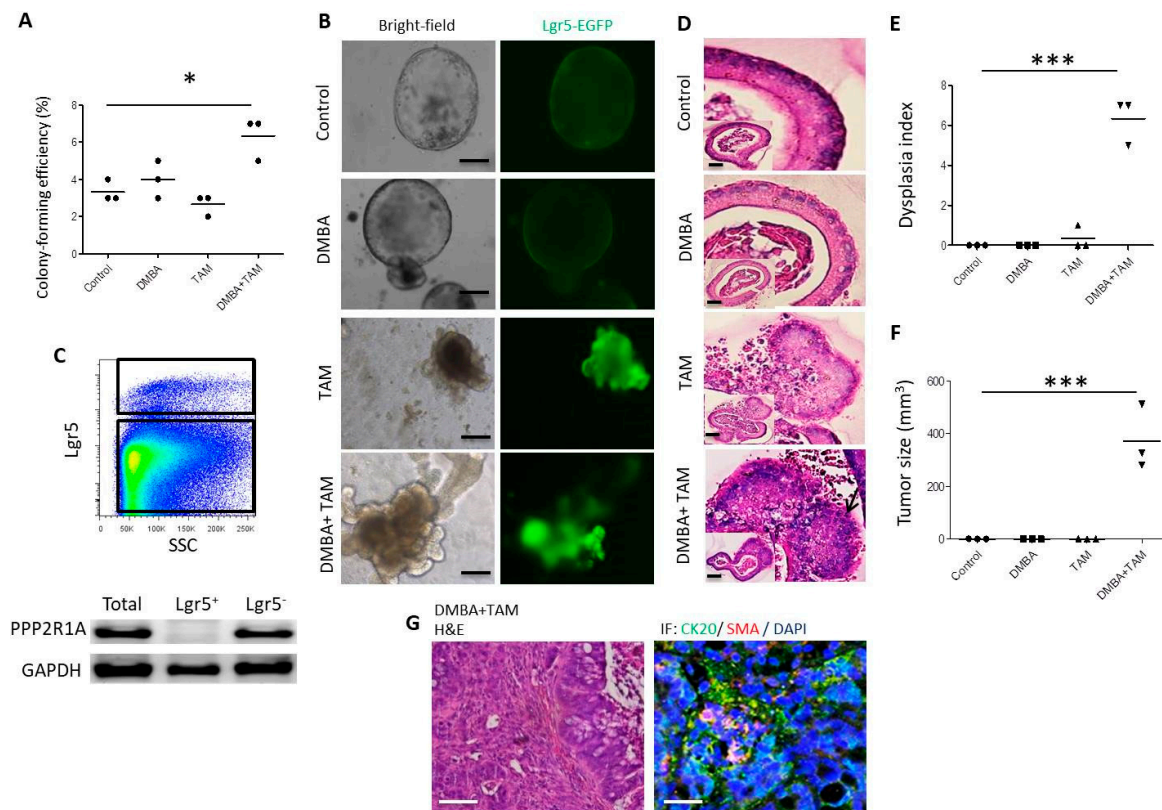 A
*
Colony-forming efficiency (%)
8
6
4
2
0
Control
DMBA
TAM
DMBA+TAM
B
Bright-field
Lgr5-EGFP
Control
DMBA
TAM
DMBA+ TAM
C
Lgr5
50K
100K
150K
200K
250K
SSC
Total
Lgr5⁺
Lgr5⁻
PPP2R1A
GAPDH
D
Control
DMBA
TAM
DMBA+ TAM
E
***
Dysplasia index
8
6
4
2
0
Control
DMBA
TAM
DMBA+TAM
F
***
Tumor size (mm³)
600
400
200
0
Control
DMBA
TAM
DMBA+TAM
G
DMBA+TAM
H&E
IF: CK20/ SMA / DAPI